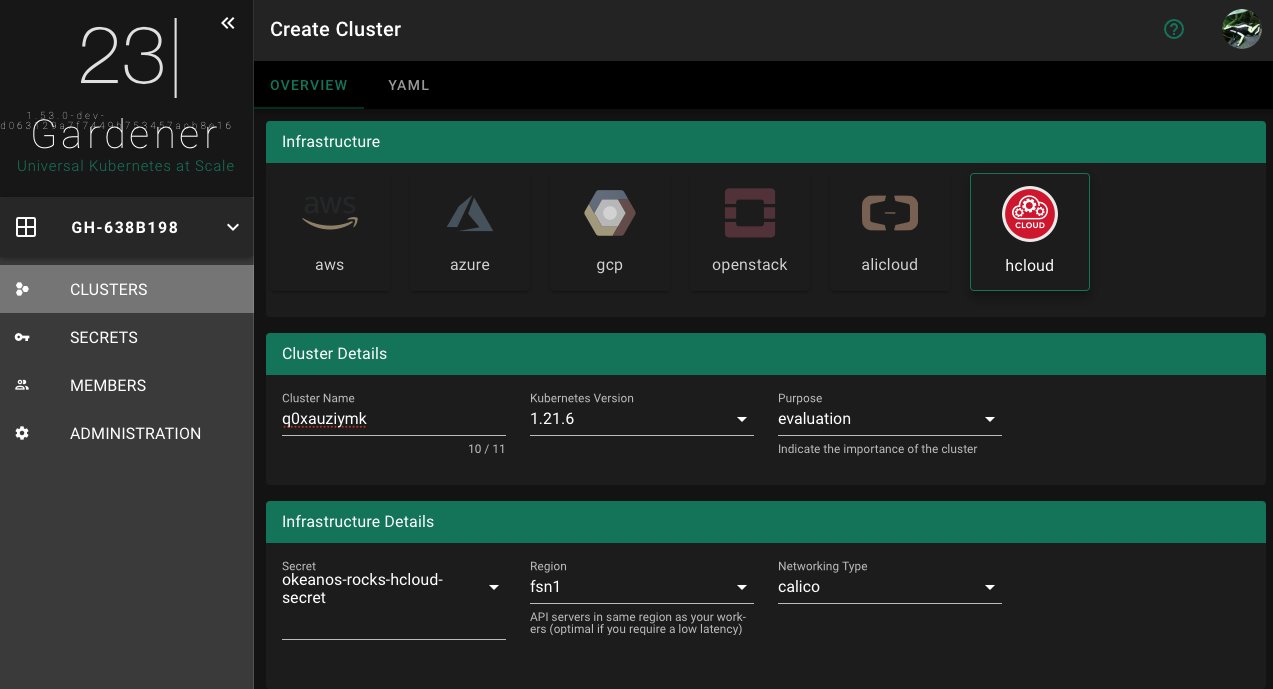 23|
Create Cluster
OVERVIEW
YAML
1.53.0-dev-
Gardener
Universal Kubernetes at Scale
GH-638B198
CLUSTERS
SECRETS
MEMBERS
ADMINISTRATION
Infrastructure
aws
aws
azure
gcp
openstack
alicloud
CLOUD
hcloud
Cluster Details
Cluster Name
q0xauziymk
10 / 11
Kubernetes Version
1.21.6
Purpose
evaluation
Indicate the importance of the cluster
Infrastructure Details
Secret
okeanos-rocks-hcloud-
secret
Region
fsn1
API servers in same region as your work-
ers (optimal if you require a low latency)
Networking Type
calico